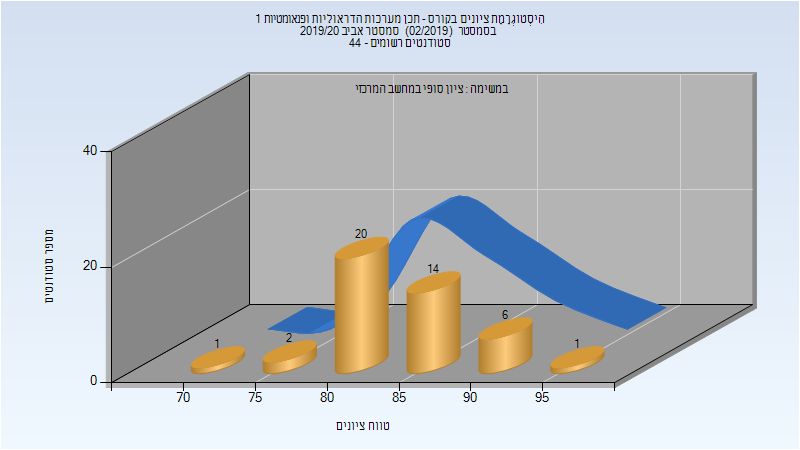 הִיסטוגְרָמַת ציונים בקורס - תכן מערכות הדראוליות ופנאומטיות 1
בסמסטר (02/2019) סמסטר אביב 2019/20
סטודנטים רשומים - 44
במשימה : ציון סופי במחשב המרכזי
מספר סטודנטים
40
20
0
1
2
20
14
6
1
70 75 80 85 90 95
טווח ציונים